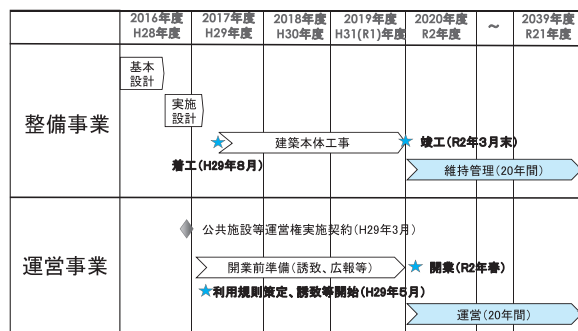 2016年度 2017年度 2018年度 2019年度 2020年度 ～ 2039年度
H28年度 H29年度 H30年度 H31(R1)年度 R2年度 R21年度
整備事業
基本
設計
実施
設計
建築本体工事
竣工(R2年3月末)
着工(H29年8月)
維持管理(20年間)
運営事業
公共施設等運営権実施契約(H29年3月)
開業前準備(誘致、広報等)
開業(R2年春)
利用規則策定、誘致等開始(H29年5月)
運営(20年間)